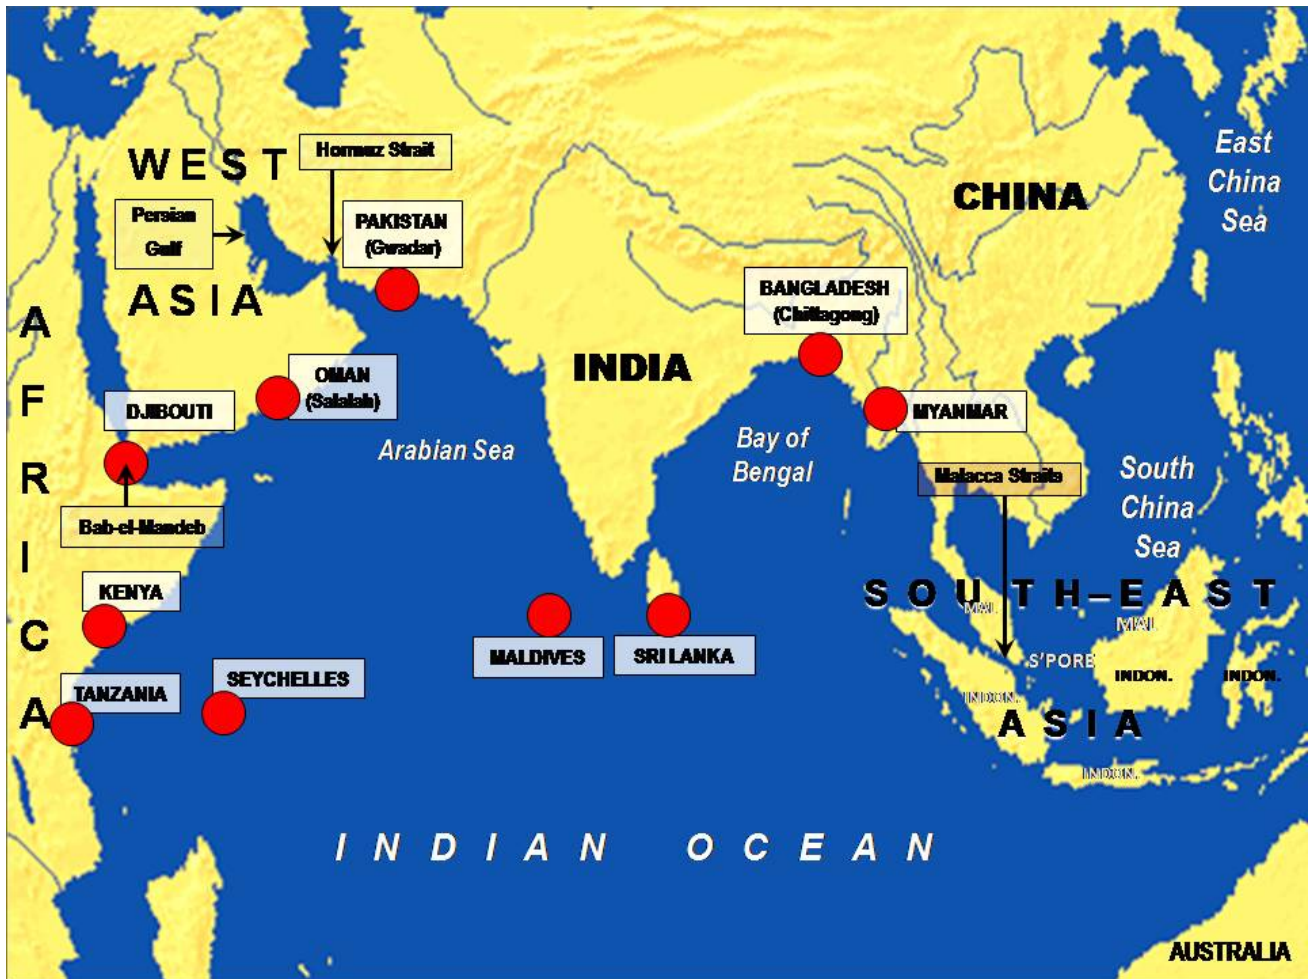 East
China
Sea
WEST
Hormuz Strait
CHINA
Persian
Gulf
PAKISTAN
(Gwadar)
ASIA
BANGLADESH
(Chittagong)
AFRICA
INDIA
OMAN
(Salalah)
DJIBOUTI
MYANMAR
Arabian Sea
Bay of
Bengal
Malacca Straits
South
China
Sea
Bab-el-Mandeb
KENYA
SOUTH–EAST
MAL.
MAL.
MALDIVES
SRI LANKA
S'PORE
INDON.
INDON.
SEYCHELLES
TANZANIA
INDON.
ASIA
INDON.
INDIAN OCEAN
AUSTRALIA